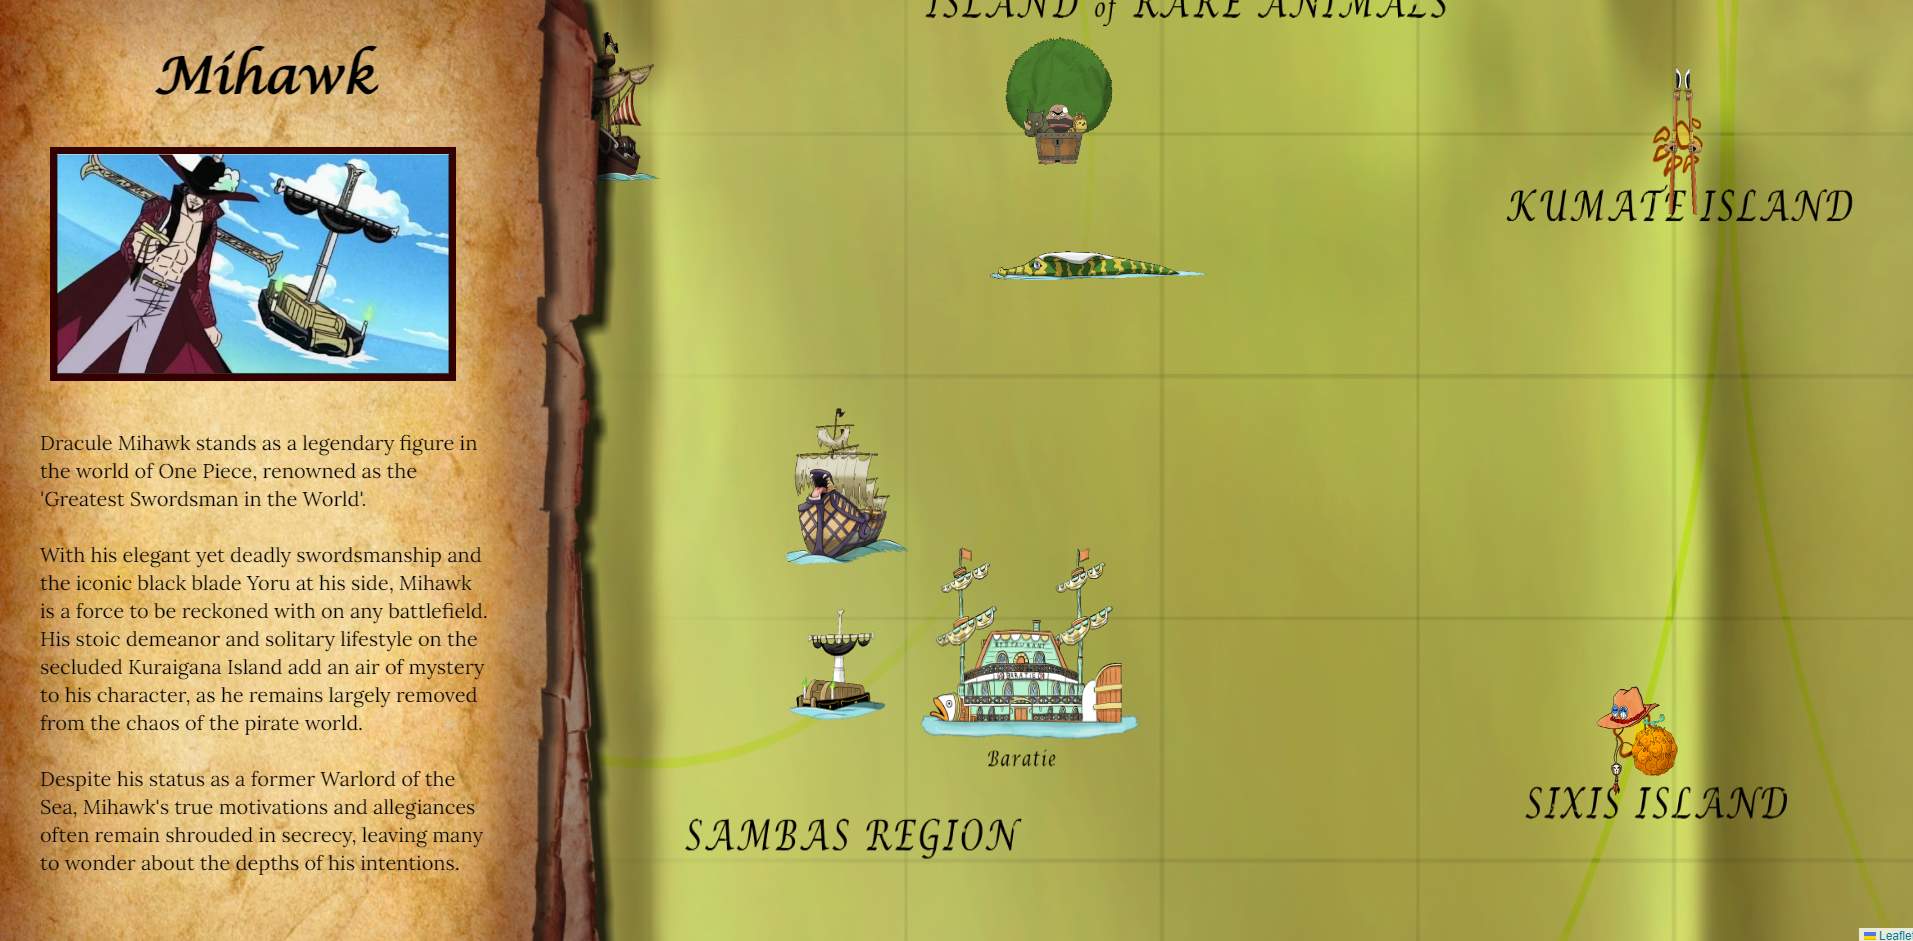 Mihawk
Dracule Mihawk stands as a legendary figure in
the world of One Piece, renowned as the
'Greatest Swordsman in the World'.
With his elegant yet deadly swordsmanship and
the iconic black blade Yoru at his side, Mihawk
is a force to be reckoned with on any battlefield.
His stoic demeanor and solitary lifestyle on the
secluded Kuraigana Island add an air of mystery
to his character, as he remains largely removed
from the chaos of the pirate world.
Despite his status as a former Warlord of the
Sea, Mihawk's true motivations and allegiances
often remain shrouded in secrecy, leaving many
to wonder about the depths of his intentions.
ISLAND of RARE ANIMALS
KUMATE ISLAND
RESTAURANT
BARATIE
Baratie
SIXIS ISLAND
SAMBAS REGION
Leaflet